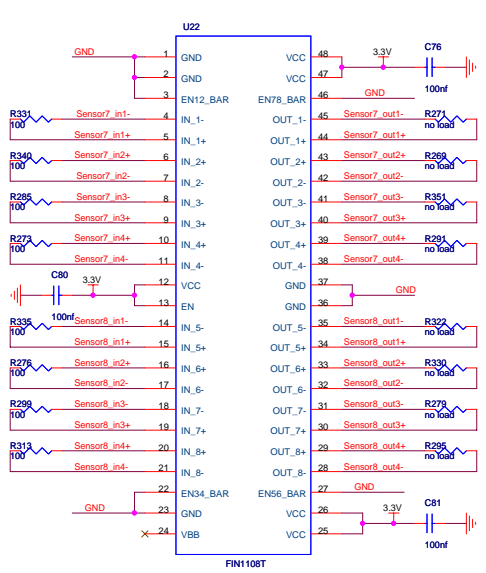 U22
GND 1 GND VCC 48 3.3V C76
2 GND VCC 47 100nf
3 EN12_BAR EN78_BAR 46 GND
R331 100 Sensor7_in1- 4 IN_1- OUT_1- 45 Sensor7_out1- R271 no load
Sensor7_in1+ 5 IN_1+ OUT_1+ 44 Sensor7_out1+
R340 100 Sensor7_in2+ 6 IN_2+ OUT_2+ 43 Sensor7_out2+ R269 no load
Sensor7_in2- 7 IN_2- OUT_2- 42 Sensor7_out2-
R285 100 Sensor7_in3- 8 IN_3- OUT_3- 41 Sensor7_out3- R351 no load
Sensor7_in3+ 9 IN_3+ OUT_3+ 40 Sensor7_out3+
R273 100 Sensor7_in4+ 10 IN_4+ OUT_4+ 39 Sensor7_out4+ R291 no load
Sensor7_in4- 11 IN_4- OUT_4- 38 Sensor7_out4-
C80 100nf 3.3V 12 VCC GND 37 GND
13 EN GND 36
R335 100 Sensor8_in1- 14 IN_5- OUT_5- 35 Sensor8_out1- R322 no load
Sensor8_in1+ 15 IN_5+ OUT_5+ 34 Sensor8_out1+
R276 100 Sensor8_in2+ 16 IN_6+ OUT_6+ 33 Sensor8_out2+ R330 no load
Sensor8_in2- 17 IN_6- OUT_6- 32 Sensor8_out2-
R299 100 Sensor8_in3- 18 IN_7- OUT_7- 31 Sensor8_out3- R279 no load
Sensor8_in3+ 19 IN_7+ OUT_7+ 30 Sensor8_out3+
R313 100 Sensor8_in4+ 20 IN_8+ OUT_8+ 29 Sensor8_out4+ R295 no load
Sensor8_in4- 21 IN_8- OUT_8- 28 Sensor8_out4-
22 EN34_BAR EN56_BAR 27 GND
GND 23 GND VCC 26 3.3V C81
24 VBB VCC 25 100nf
FIN1108T